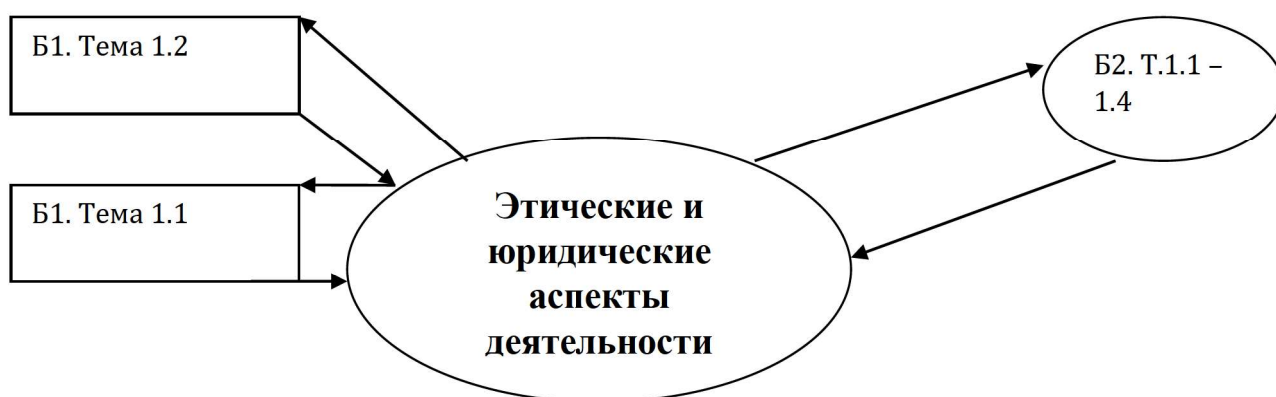 Б1. Тема 1.2
Б2. Т.1.1 –
1.4
Б1. Тема 1.1
Этические и
юридические
аспекты
деятельности